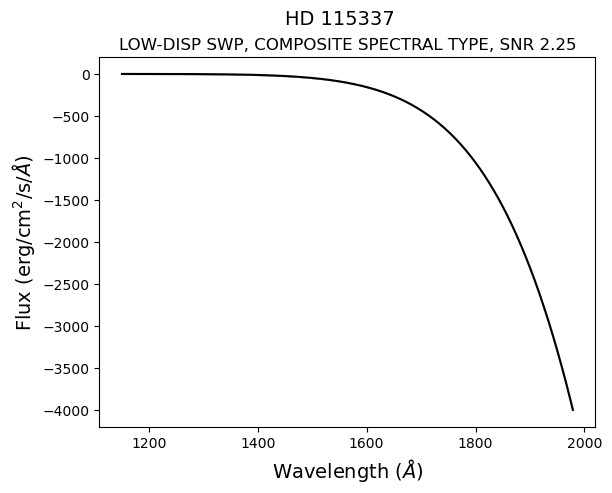 HD 115337
LOW-DISP SWP, COMPOSITE SPECTRAL TYPE, SNR 2.25
0
−500
−1000
−1500
−2000
−2500
−3000
−3500
−4000
Flux (erg/cm²/s/Å)
1200 1400 1600 1800 2000
Wavelength (Å)